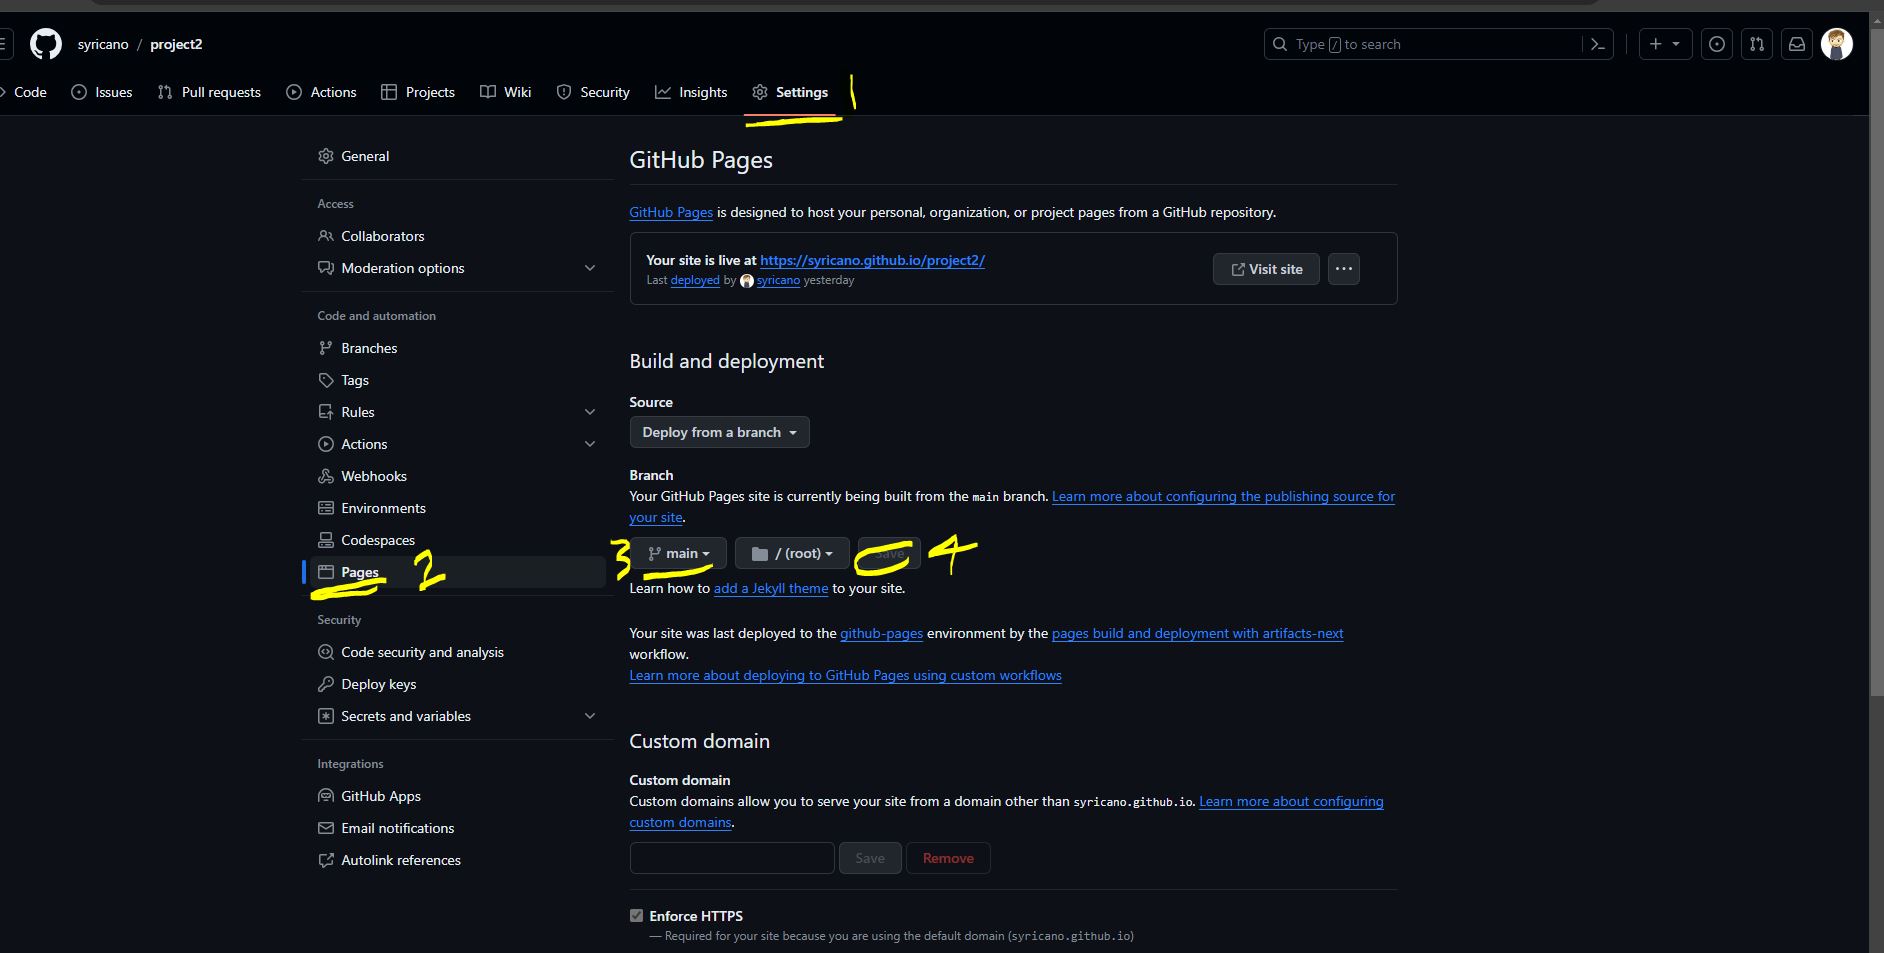 syricano / project2
Type / to search
Code Issues Pull requests Actions Projects Wiki Security Insights Settings 1
General
Access
Collaborators
Moderation options
Code and automation
Branches
Tags
Rules
Actions
Webhooks
Environments
Codespaces
Pages 2
Security
Code security and analysis
Deploy keys
Secrets and variables
Integrations
GitHub Apps
Email notifications
Autolink references
GitHub Pages
GitHub Pages is designed to host your personal, organization, or project pages from a GitHub repository.
Your site is live at https://syricano.github.io/project2/
Last deployed by syricano yesterday
Visit site
Build and deployment
Source
Deploy from a branch
Branch
Your GitHub Pages site is currently being built from the main branch. Learn more about configuring the publishing source for
your site.
3 main / (root) Save 4
Learn how to add a Jekyll theme to your site.
Your site was last deployed to the github-pages environment by the pages build and deployment with artifacts-next
workflow.
Learn more about deploying to GitHub Pages using custom workflows
Custom domain
Custom domain
Custom domains allow you to serve your site from a domain other than syricano.github.io. Learn more about configuring
custom domains.
Save Remove
Enforce HTTPS
— Required for your site because you are using the default domain (syricano.github.io)